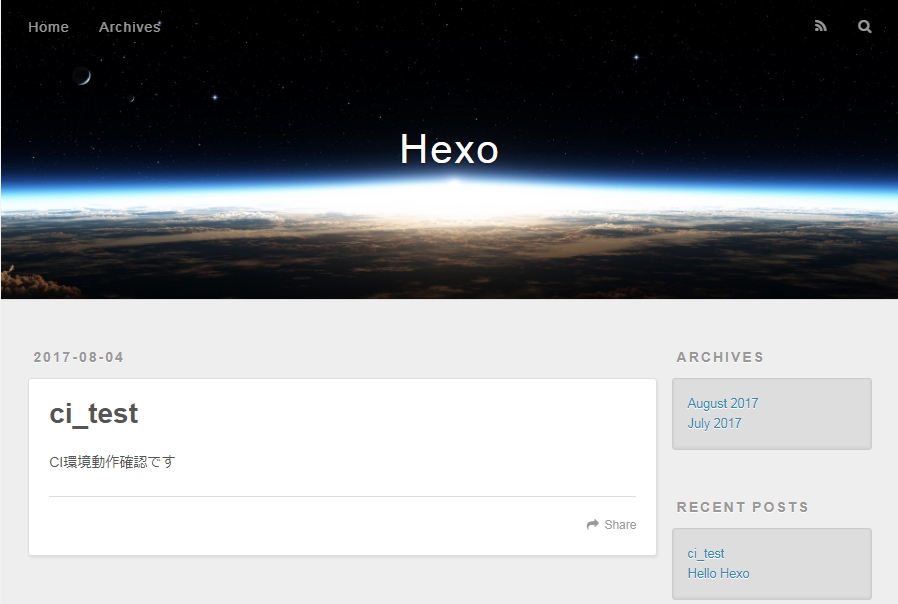 Home Archives
Hexo
2017-08-04
ci_test
CI環境動作確認です
Share
ARCHIVES
August 2017
July 2017
RECENT POSTS
ci_test
Hello Hexo